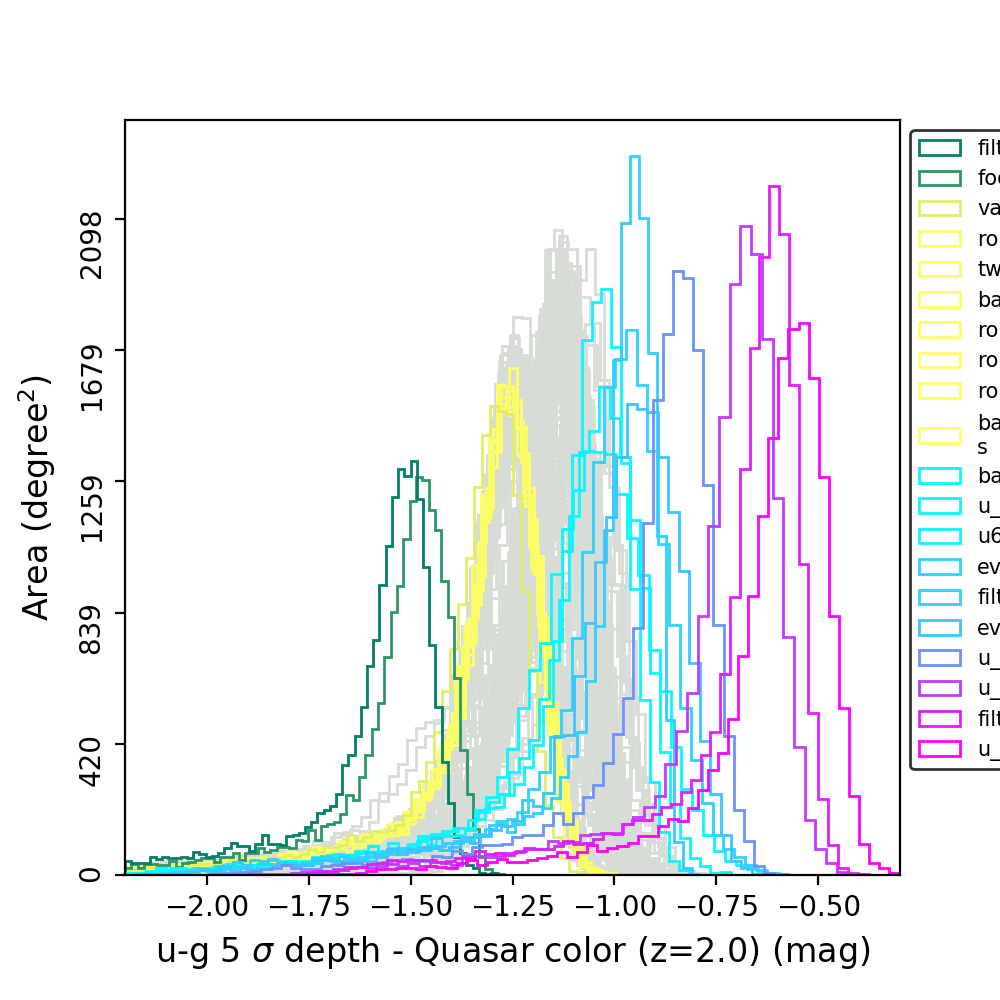 2098
1679
1259
839
420
0
Area (degree²)
−2.00 −1.75 −1.50 −1.25 −1.00 −0.75 −0.50
u-g 5 σ depth - Quasar color (z=2.0) (mag)
filt
foo
va
ro
tw
ba
ro
ro
ro
ba
s
ba
u_
u6
ev
filt
ev
u_
u_
filt
u_